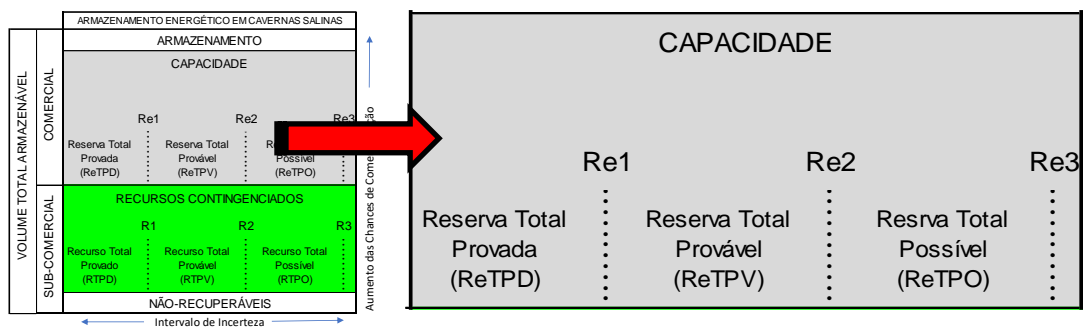 ARMAZENAMENTO ENERGÉTICO EM CAVERNAS SALINAS
ARMAZENAMENTO
CAPACIDADE
Re1 Re2 Re3
Reserva Total Reserva Total
Provada Provável Possível
(ReTPD) (ReTPV) (ReTPO)
RECURSOS CONTINGENCIADOS
R1 R2 R3
Recurso Total Recurso Total Recurso Total
Provado Provável Possível
(RTPD) (RTPV) (RTPO)
NÃO-RECUPERÁVEIS
Intervalo de Incerteza
VOLUME TOTAL ARMAZENÁVEL
COMERCIAL
SUB-COMERCIAL
Aumento das Chances de
CAPACIDADE
Re1 Re2 Re3
Reserva Total Reserva Total Resrva Total
Provada Provável Possível
(ReTPD) (ReTPV) (ReTPO)